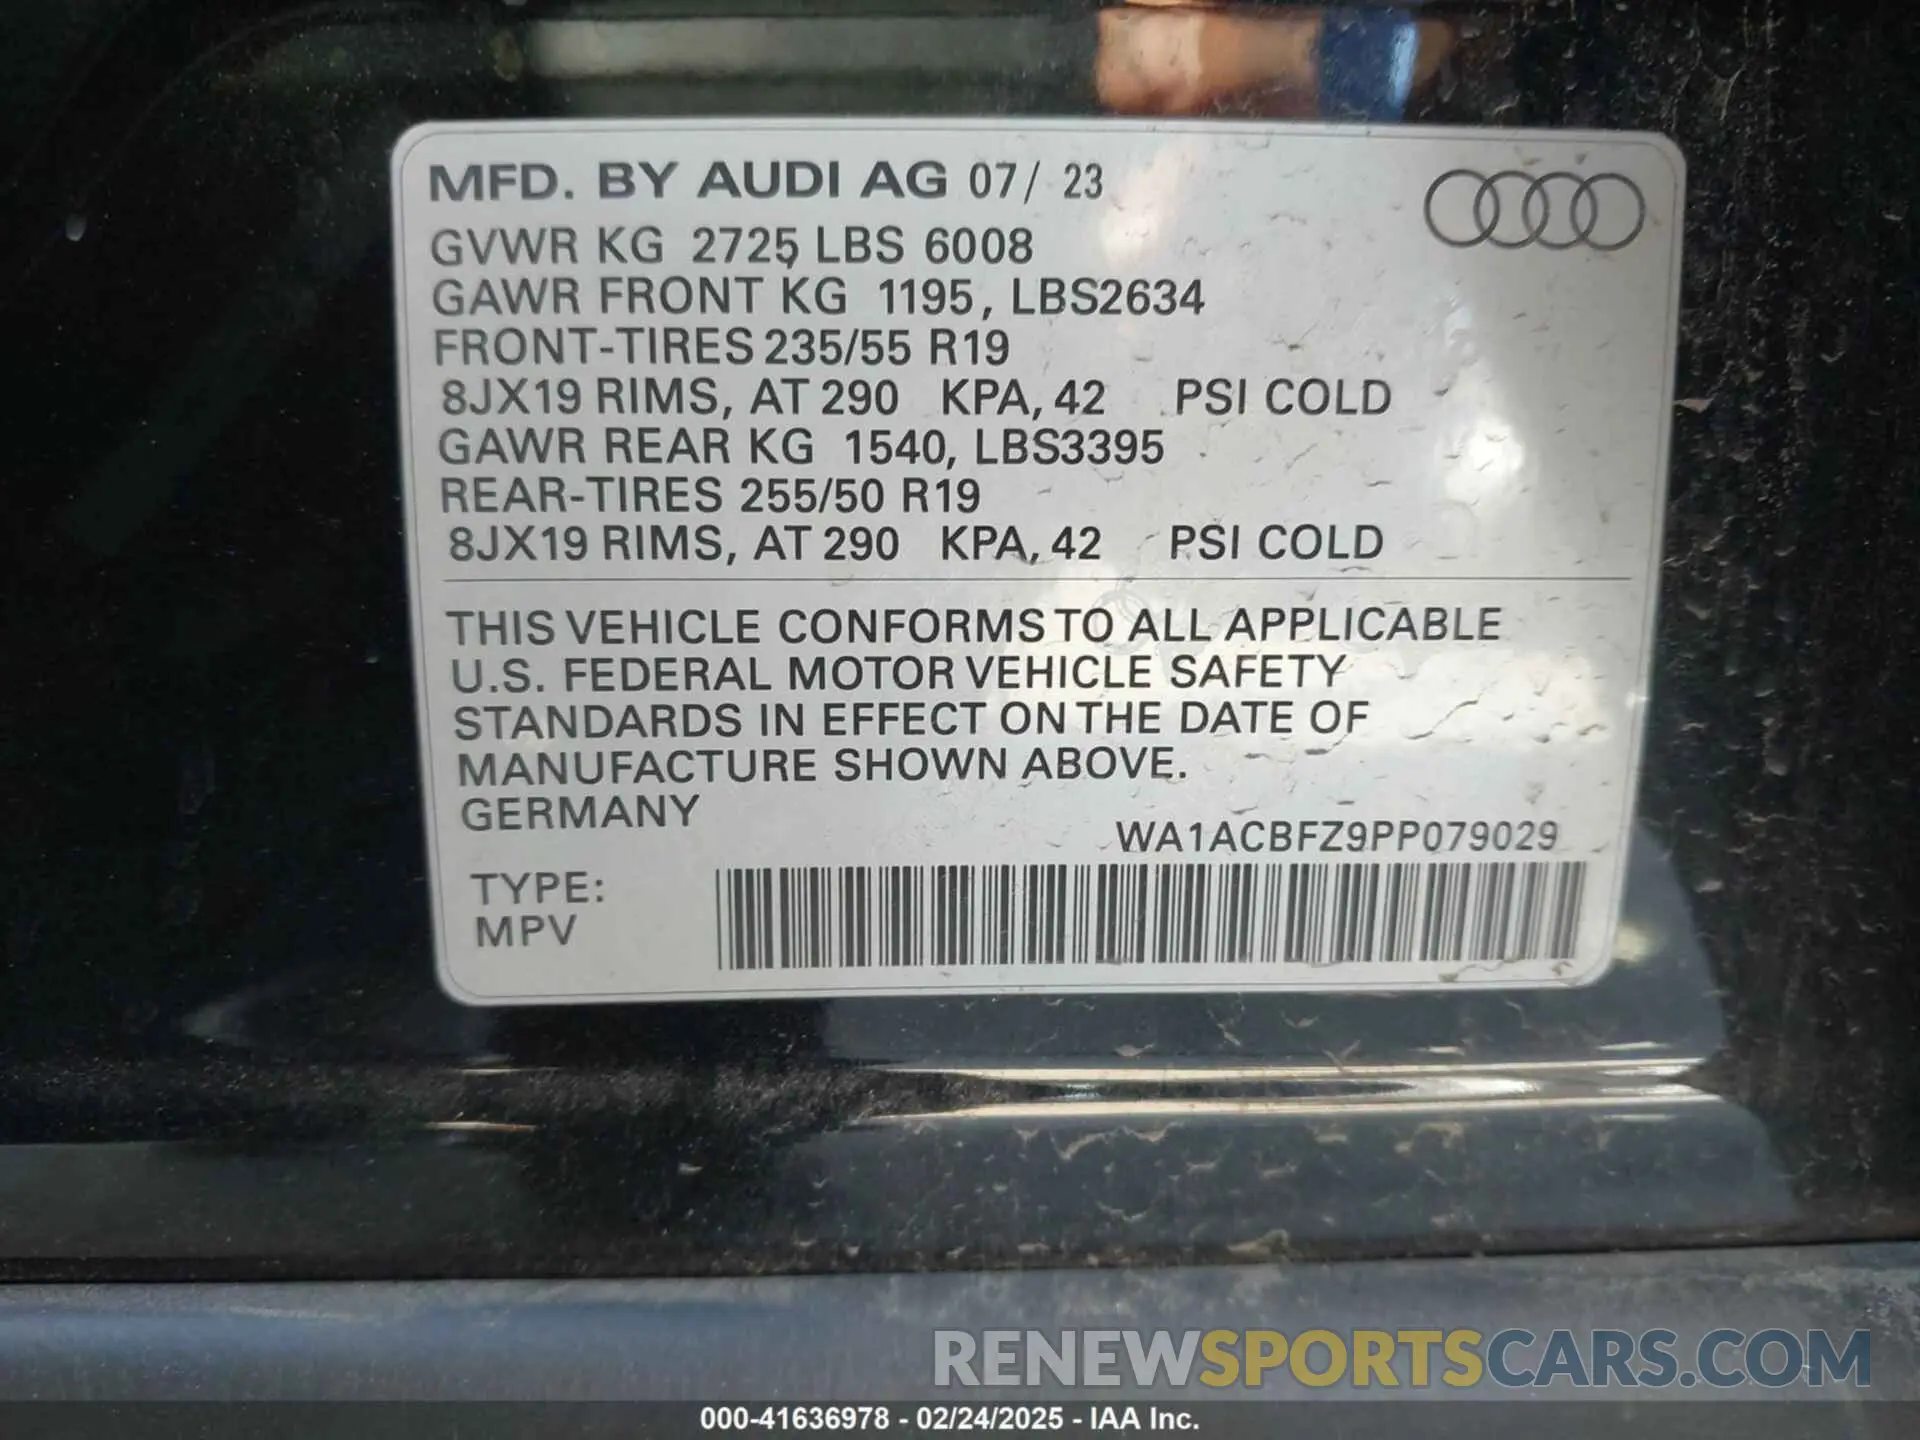 MFD. BY AUDI AG 07/ 23
GVWR KG 2725 LBS 6008
GAWR FRONT KG 1195, LBS2634
FRONT-TIRES 235/55 R19
8JX19 RIMS, AT 290 KPA, 42 PSI COLD
GAWR REAR KG 1540, LBS3395
REAR-TIRES 255/50 R19
8JX19 RIMS, AT 290 KPA, 42 PSI COLD
THIS VEHICLE CONFORMS TO ALL APPLICABLE
U.S. FEDERAL MOTOR VEHICLE SAFETY
STANDARDS IN EFFECT ON THE DATE OF
MANUFACTURE SHOWN ABOVE.
GERMANY
WA1ACBFZ9PP079029
TYPE:
MPV
RENEWSPORTSCARS.COM
000-41636978 - 02/24/2025 - IAA Inc.